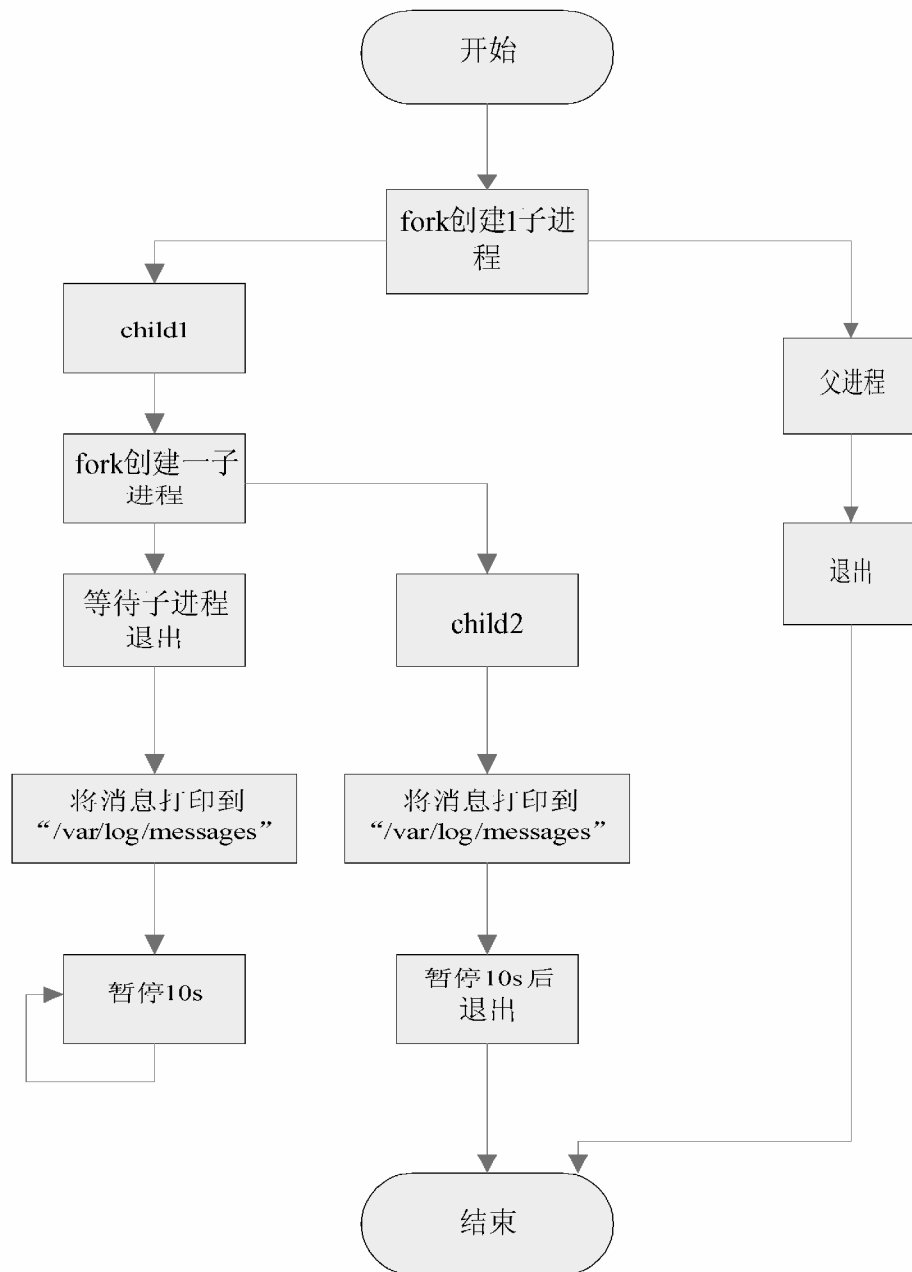 开始
fork创建1子进
程
child1
父进程
fork创建一子
进程
等待子进程
退出
child2
退出
将消息打印到
“/var/log/messages”
将消息打印到
“/var/log/messages”
暂停10s
暂停10s后
退出
结束